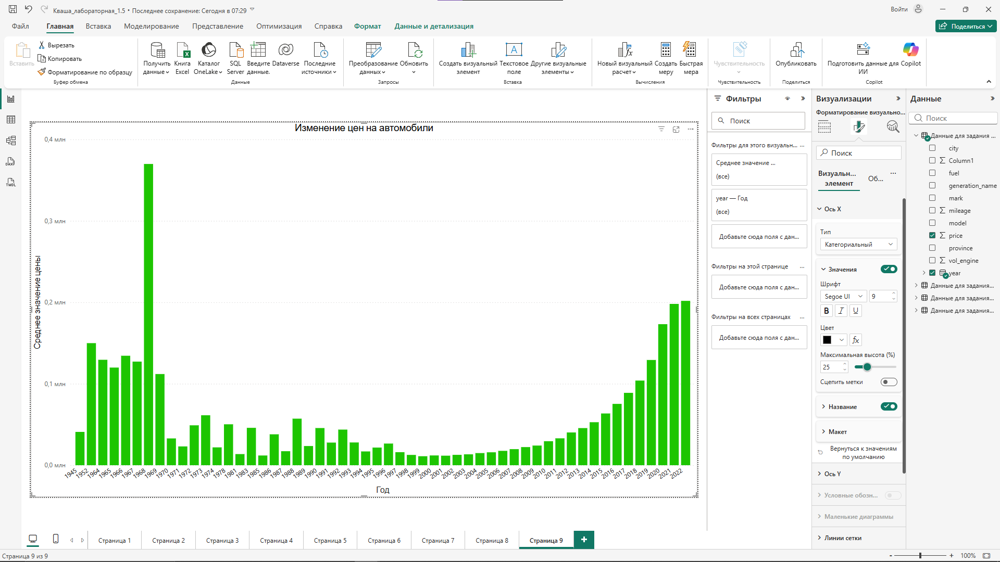 Кваша_лабораторная_1.5 • Последнее сохранение: Сегодня в 07:29
Войти
Файл
Главная
Вставка
Моделирование
Представление
Оптимизация
Справка
Формат
Данные и детализация
Поделиться
Вставить
Вырезать
Копировать
Форматирование по образцу
Буфер обмена
Получить данные
Книга Excel
Каталог OneLake
SQL Server
Введите данные.
Dataverse
Последние источники
Данные
Преобразование данных
Обновить
Запросы
Создать визуальный элемент
Текстовое поле
Другие визуальные элементы
Вставка
Новый визуальный расчет
Создать меру
Быстрая мера
Вычисления
Чувствительность
Чувствительность
Опубликовать
Поделиться
Подготовить данные для ИИ
Copilot
Copilot
DAX
TMDL
Изменение цен на автомобили
0,4 млн
0,3 млн
0,2 млн
0,1 млн
0,0 млн
Среднее значение цены
1945 1952 1964 1965 1966 1967 1968 1969 1970 1971 1972 1973 1974 1978 1981 1983 1985 1986 1987 1988 1989 1990 1991 1992 1993 1994 1995 1996 1997 1998 1999 2000 2001 2002 2003 2004 2005 2006 2007 2008 2009 2010 2011 2012 2013 2014 2015 2016 2017 2018 2019 2020 2021 2022
Год
Фильтры
Поиск
Фильтры для этого визуальн... ...
Среднее значение ...
(все)
year — Год
(все)
Добавьте сюда поля с дан...
Фильтры на этой странице ...
Добавьте сюда поля с дан...
Фильтры на всех страницах ...
Добавьте сюда поля с дан...
Визуализации
Форматирование визуально...
Поиск
Визуальн... элемент
Об...
...
Ось X
Тип
Категориальный
Значения
Шрифт
Segoe UI
9
B I U
Цвет
fx
Максимальная высота (%)
25
Сцепить метки
Название
Макет
Вернуться к значениям по умолчанию
Ось Y
Условные обозн...
Маленькие диаграммы
Линии сетки
Данные
Поиск
Данные для задания ...
city
Column1
fuel
generation_name
mark
mileage
model
price
province
vol_engine
year
Данные для задания...
Данные для задания...
Данные для задания...
Страница 1
Страница 2
Страница 3
Страница 4
Страница 5
Страница 6
Страница 7
Страница 8
Страница 9
+
Страница 9 из 9
- + 100%